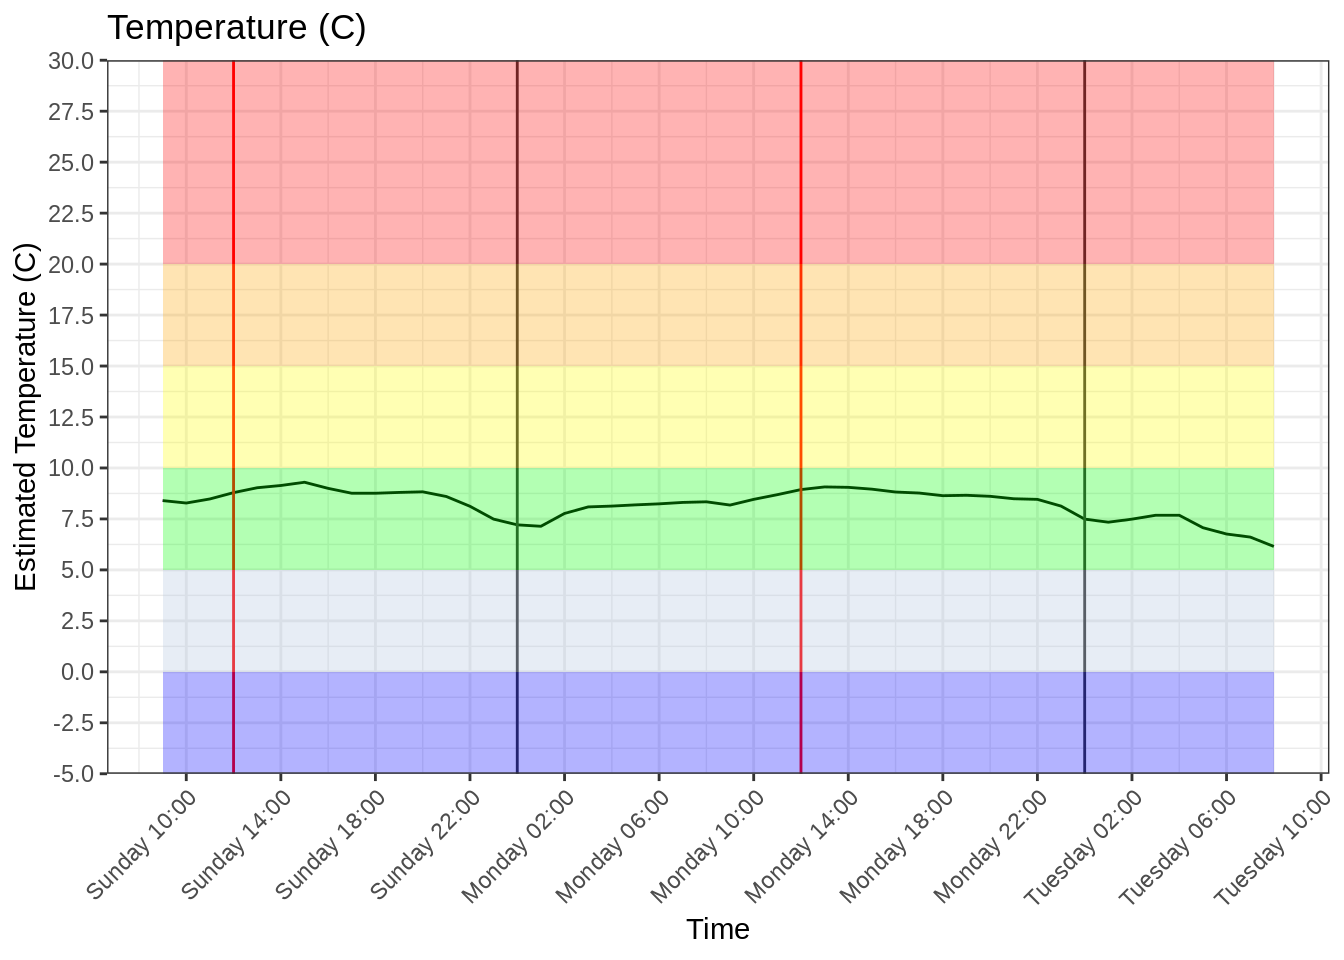 Temperature (C)
30.0
27.5
25.0
22.5
20.0
17.5
15.0
12.5
10.0
7.5
5.0
2.5
0.0
-2.5
-5.0
Estimated Temperature (C)
Sunday 10:00
Sunday 14:00
Sunday 18:00
Sunday 22:00
Monday 02:00
Monday 06:00
Monday 10:00
Monday 14:00
Monday 18:00
Monday 22:00
Tuesday 02:00
Tuesday 06:00
Tuesday 10:00
Time